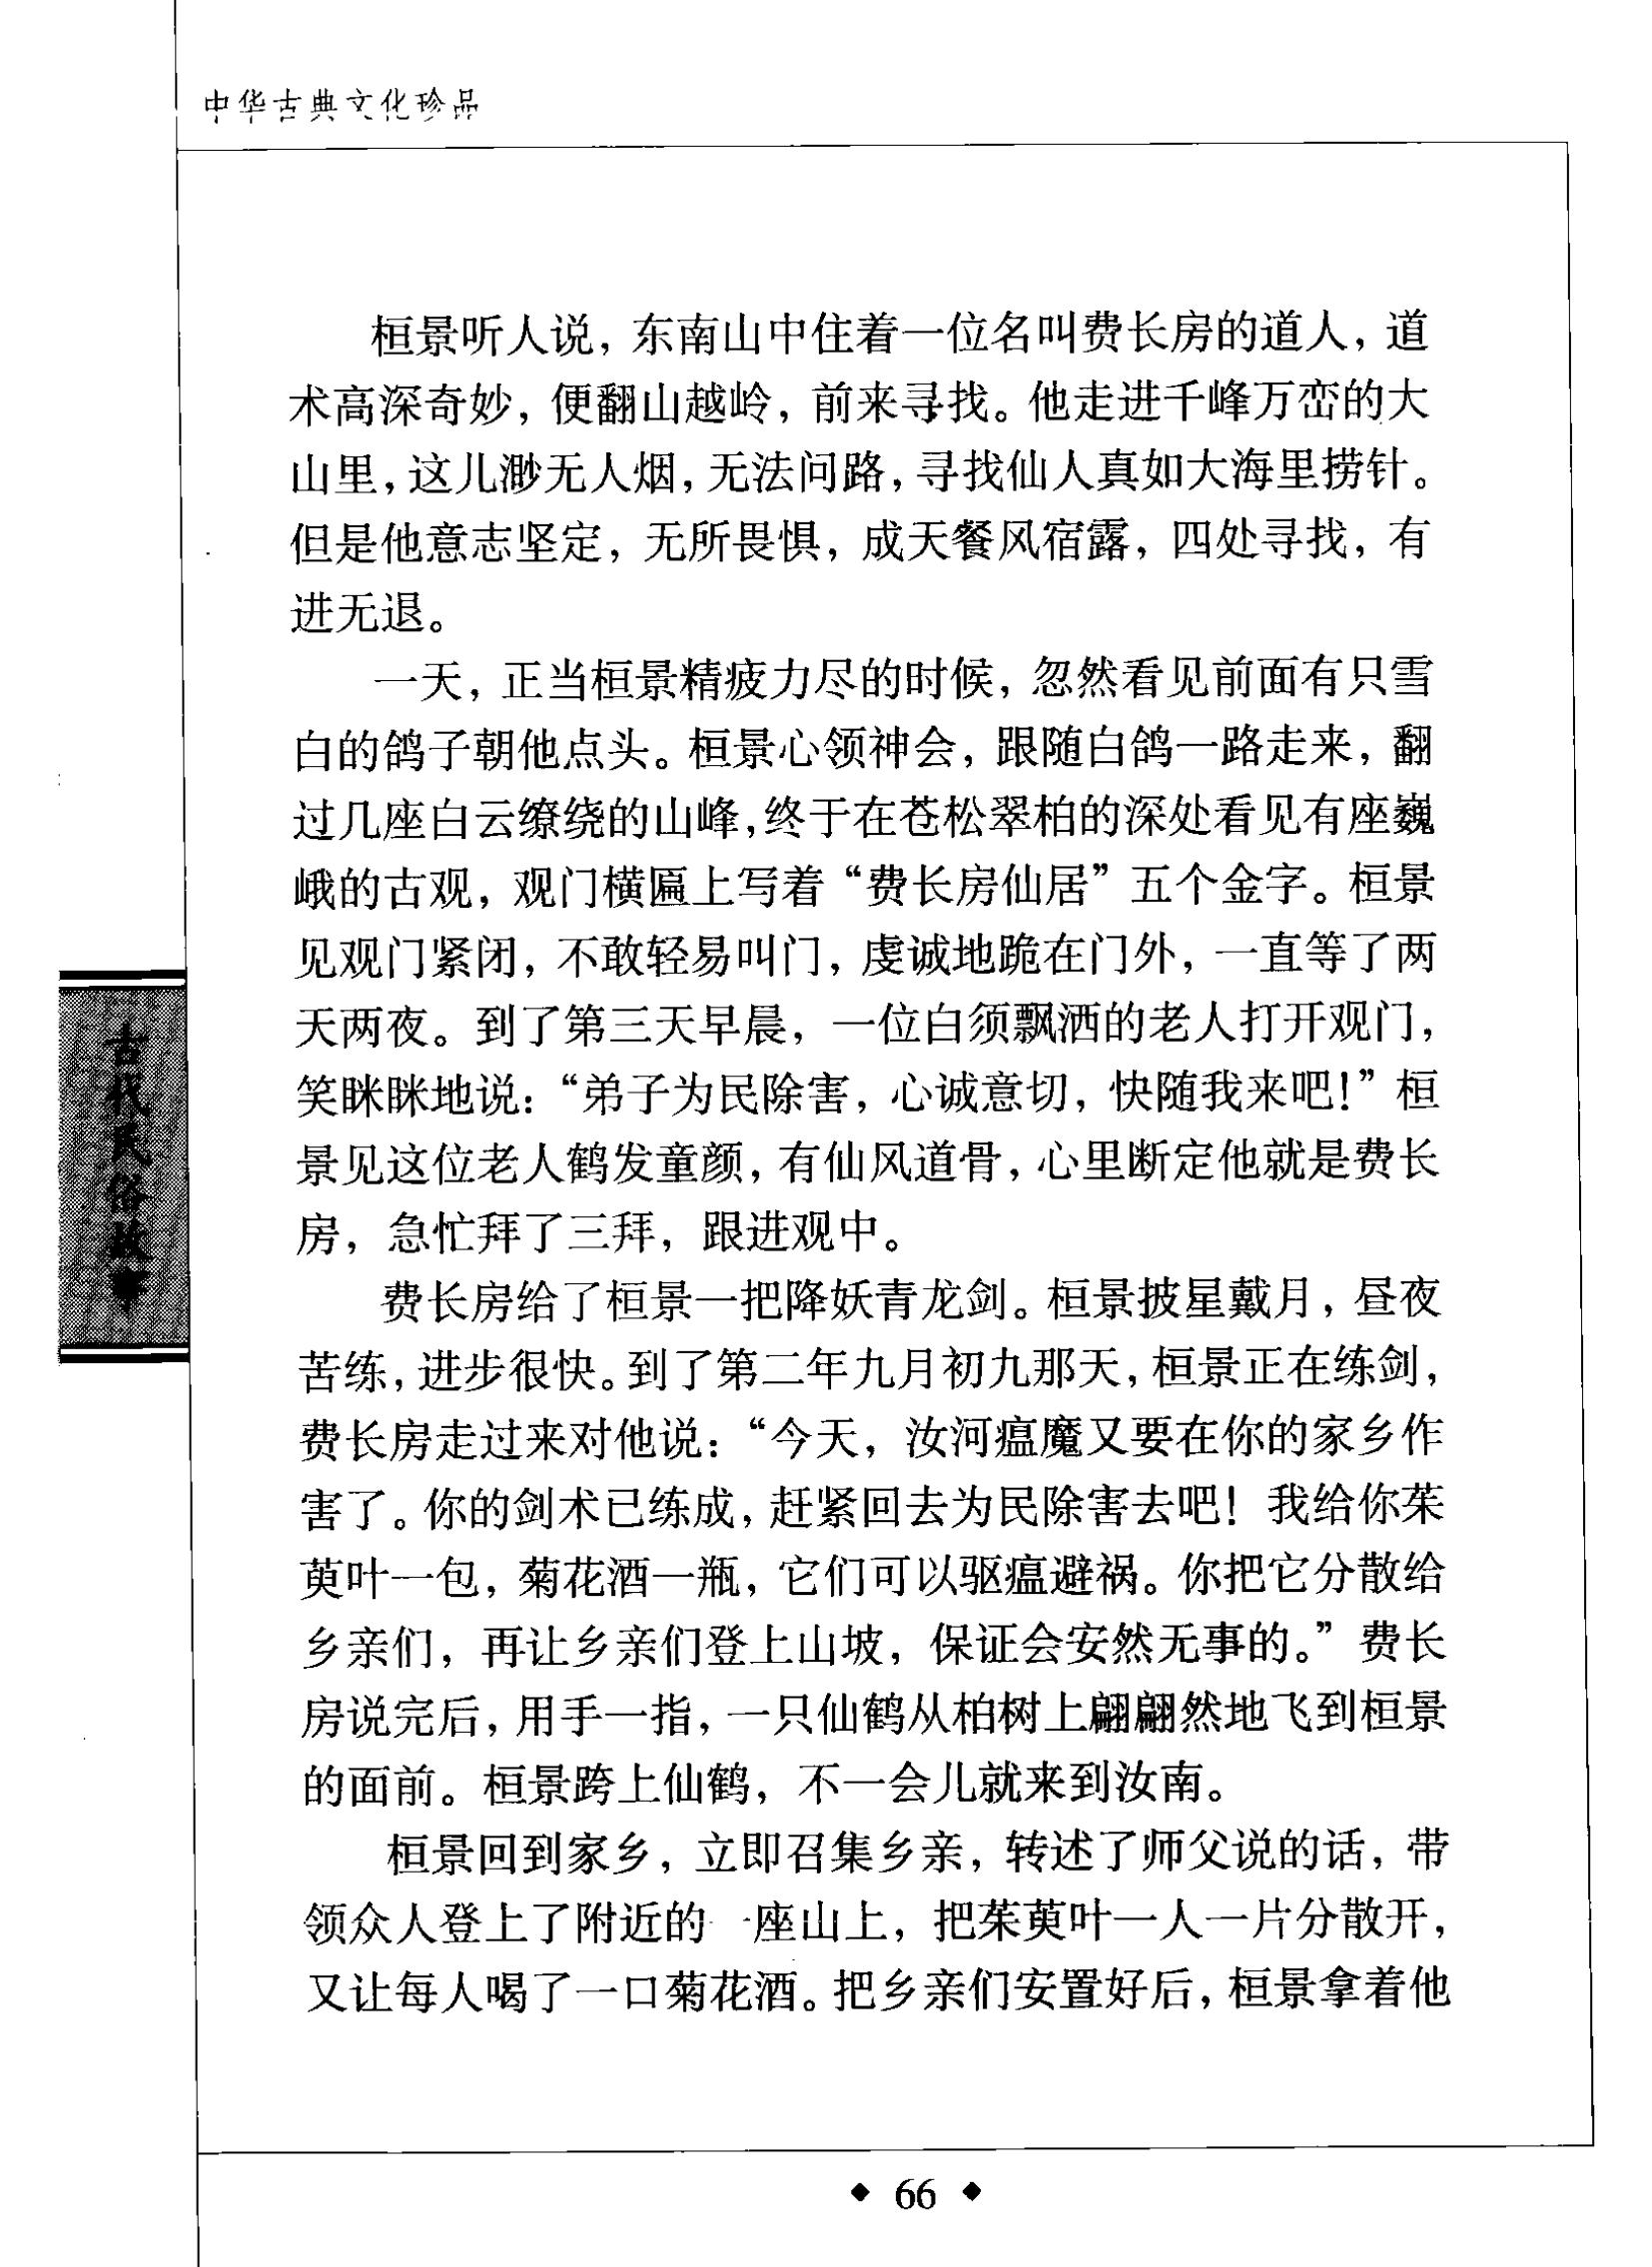 中华古典文化珍品
桓景听人说，东南山中住着一位名叫费长房的道人，道
术高深奇妙，便翻山越岭，前来寻找。他走进千峰万峦的大
山里，这儿渺无人烟，无法问路，寻找仙人真如大海里捞针。
但是他意志坚定，无所畏惧，成天餐风宿露，四处寻找，有
进无退。
一天，正当桓景精疲力尽的时候，忽然看见前面有只雪
白的鸽子朝他点头。桓景心领神会，跟随白鸽一路走来，翻
过几座白云缭绕的山峰，终于在苍松翠柏的深处看见有座巍
峨的古观，观门横匾上写着“费长房仙居”五个金字。桓景
见观门紧闭，不敢轻易叫门，虔诚地跪在门外，一直等了两
天两夜。到了第三天早晨，一位白须飘洒的老人打开观门，
笑眯眯地说：“弟子为民除害，心诚意切，快随我来吧！”桓
景见这位老人鹤发童颜，有仙风道骨，心里断定他就是费长
房，急忙拜了三拜，跟进观中。
费长房给了桓景一把降妖青龙剑。桓景披星戴月，昼夜
苦练，进步很快。到了第二年九月初九那天，桓景正在练剑，
费长房走过来对他说：“今天，汝河瘟魔又要在你的家乡作
害了。你的剑术已练成，赶紧回去为民除害去吧！我给你茱
萸叶一包，菊花酒一瓶，它们可以驱瘟避祸。你把它分散给
乡亲们，再让乡亲们登上山坡，保证会安然无事的。”费长
房说完后，用手一指，一只仙鹤从柏树上翩翩然地飞到桓景
的面前。桓景跨上仙鹤，不一会儿就来到汝南。
桓景回到家乡，立即召集乡亲，转述了师父说的话，带
领众人登上了附近的一座山上，把茱萸叶一人一片分散开，
又让每人喝了一口菊花酒。把乡亲们安置好后，桓景拿着他
古代民俗故事
◆ 66 ◆